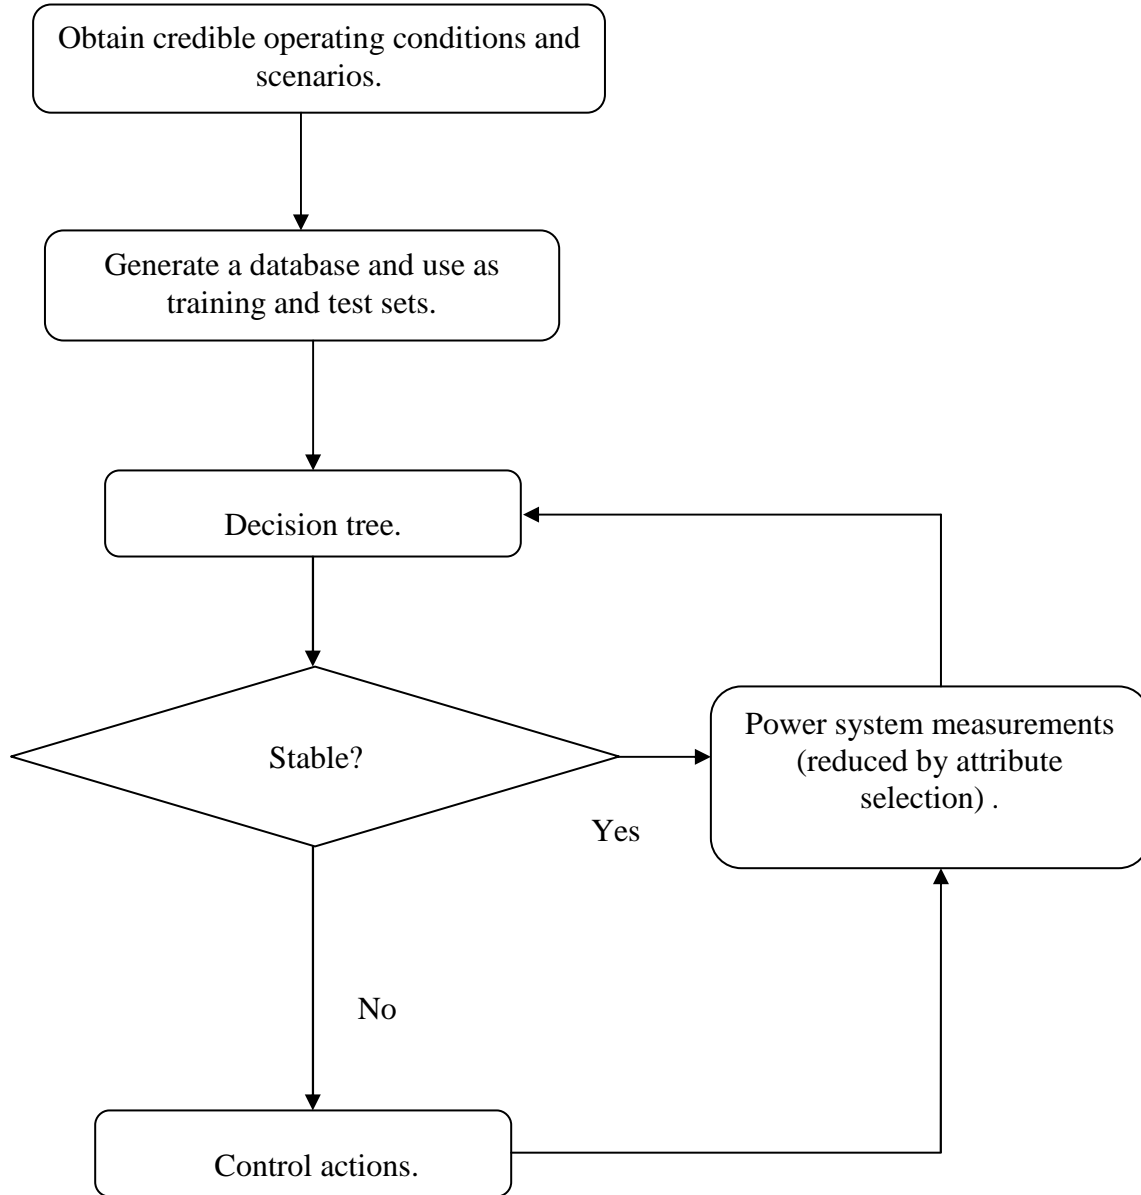 Obtain credible operating conditions and
scenarios.
Generate a database and use as
training and test sets.
Decision tree.
Stable?
Power system measurements
(reduced by attribute
selection) .
Yes
No
Control actions.